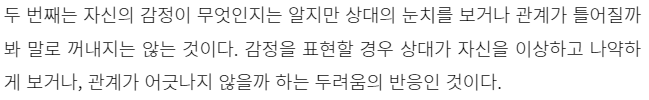 두 번째는 자신의 감정이 무엇인지는 알지만 상대의 눈치를 보거나 관계가 틀어질까
봐 말로 꺼내지는 않는 것이다. 감정을 표현할 경우 상대가 자신을 이상하고 나약하
게 보거나, 관계가 어긋나지 않을까 하는 두려움의 반응인 것이다.